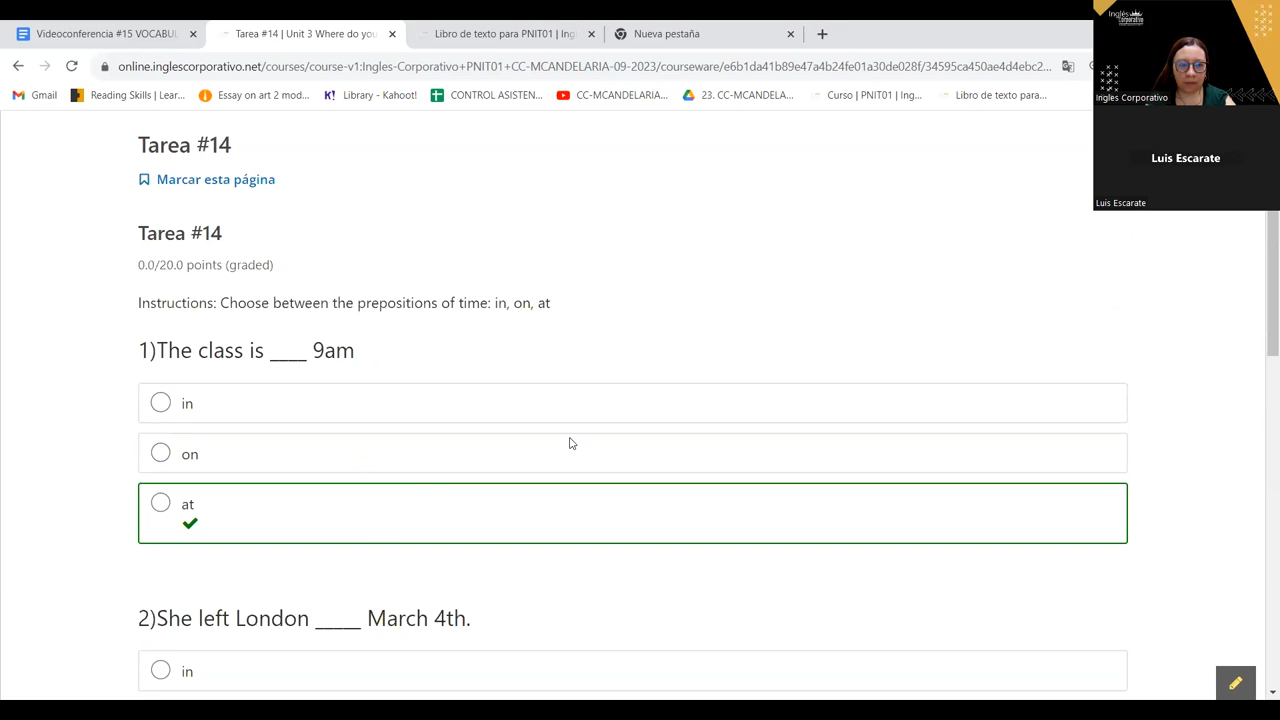 Videoconferencia #15 VOCABUL
Tarea #14 | Unit 3 Where do you
Libro de texto para PNIT01 | Ing
Nueva pestaña
online.inglescorporativo.net/courses/course-v1:Ingles-Corporativo+PNIT01+CC-MCANDELARIA-09-2023/courseware/e6b1da41b89e47a4b24fe01a30de028f/34595ca450ae4d4ebc2...
Gmail
Reading Skills | Lear...
Essay on art 2 mod...
Library - Kahoot!
CONTROL ASISTEN...
CC-MCANDELARIA...
23. CC-MCANDELA...
Curso | PNIT01 | Ing...
Libro de texto para...
Inglés
Corporativo
Ingles Corporativo
Luis Escarate
Luis Escarate
Tarea #14
Marcar esta página
Tarea #14
0.0/20.0 points (graded)
Instructions: Choose between the prepositions of time: in, on, at
1)The class is ____ 9am
in
on
at
2)She left London _____ March 4th.
in